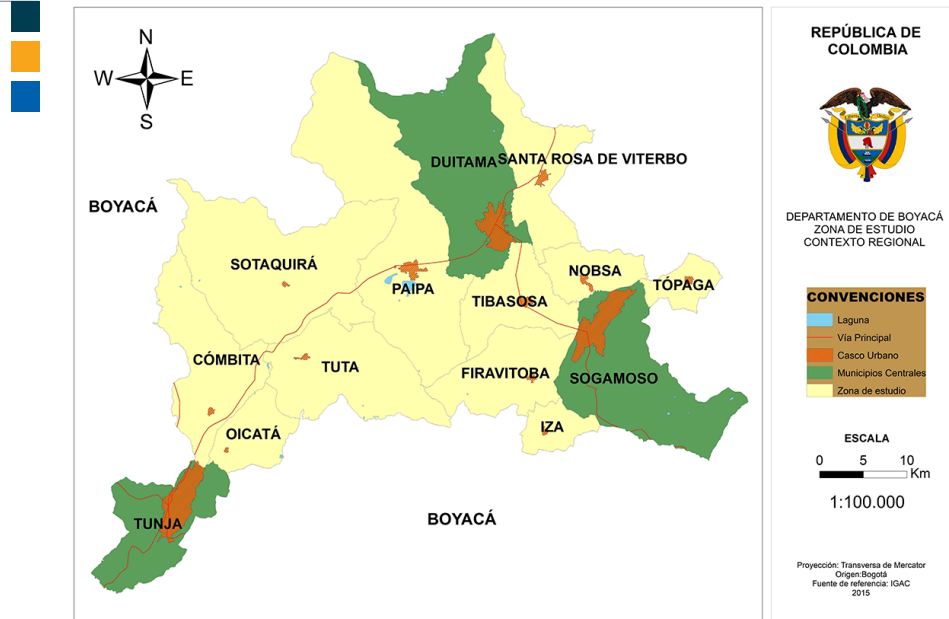 N
W E
S
BOYACÁ
DUITAMA
SANTA ROSA DE VITERBO
SOTAQUIRÁ
PAIPA
NOBSA
TÓPAGA
TIBASOSA
CÓMBITA
TUTA
FIRAVITOBA
SOGAMOSO
OICATÁ
IZA
TUNJA
BOYACÁ
REPÚBLICA DE
COLOMBIA
DEPARTAMENTO DE BOYACÁ
ZONA DE ESTUDIO
CONTEXTO REGIONAL
CONVENCIONES
Laguna
Vía Principal
Casco Urbano
Municipios Centrales
Zona de estudio
ESCALA
0 5 10
Km
1:100.000
Proyección: Transversa de Mercator
Origen:Bogotá
Fuente de referencia: IGAC
2015